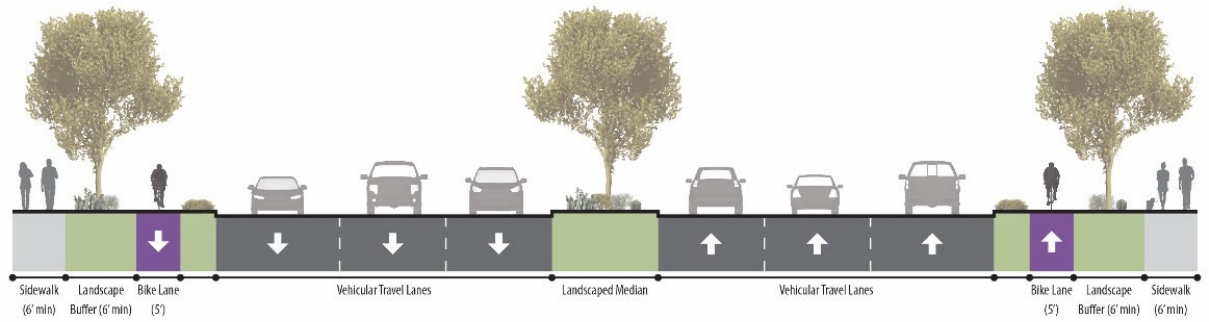 Sidewalk
(6' min)
Landscape
Buffer (6' min)
Bike Lane
(5')
Vehicular Travel Lanes
Landscaped Median
Vehicular Travel Lanes
Bike Lane
(5')
Landscape
Buffer (6' min)
Sidewalk
(6' min)